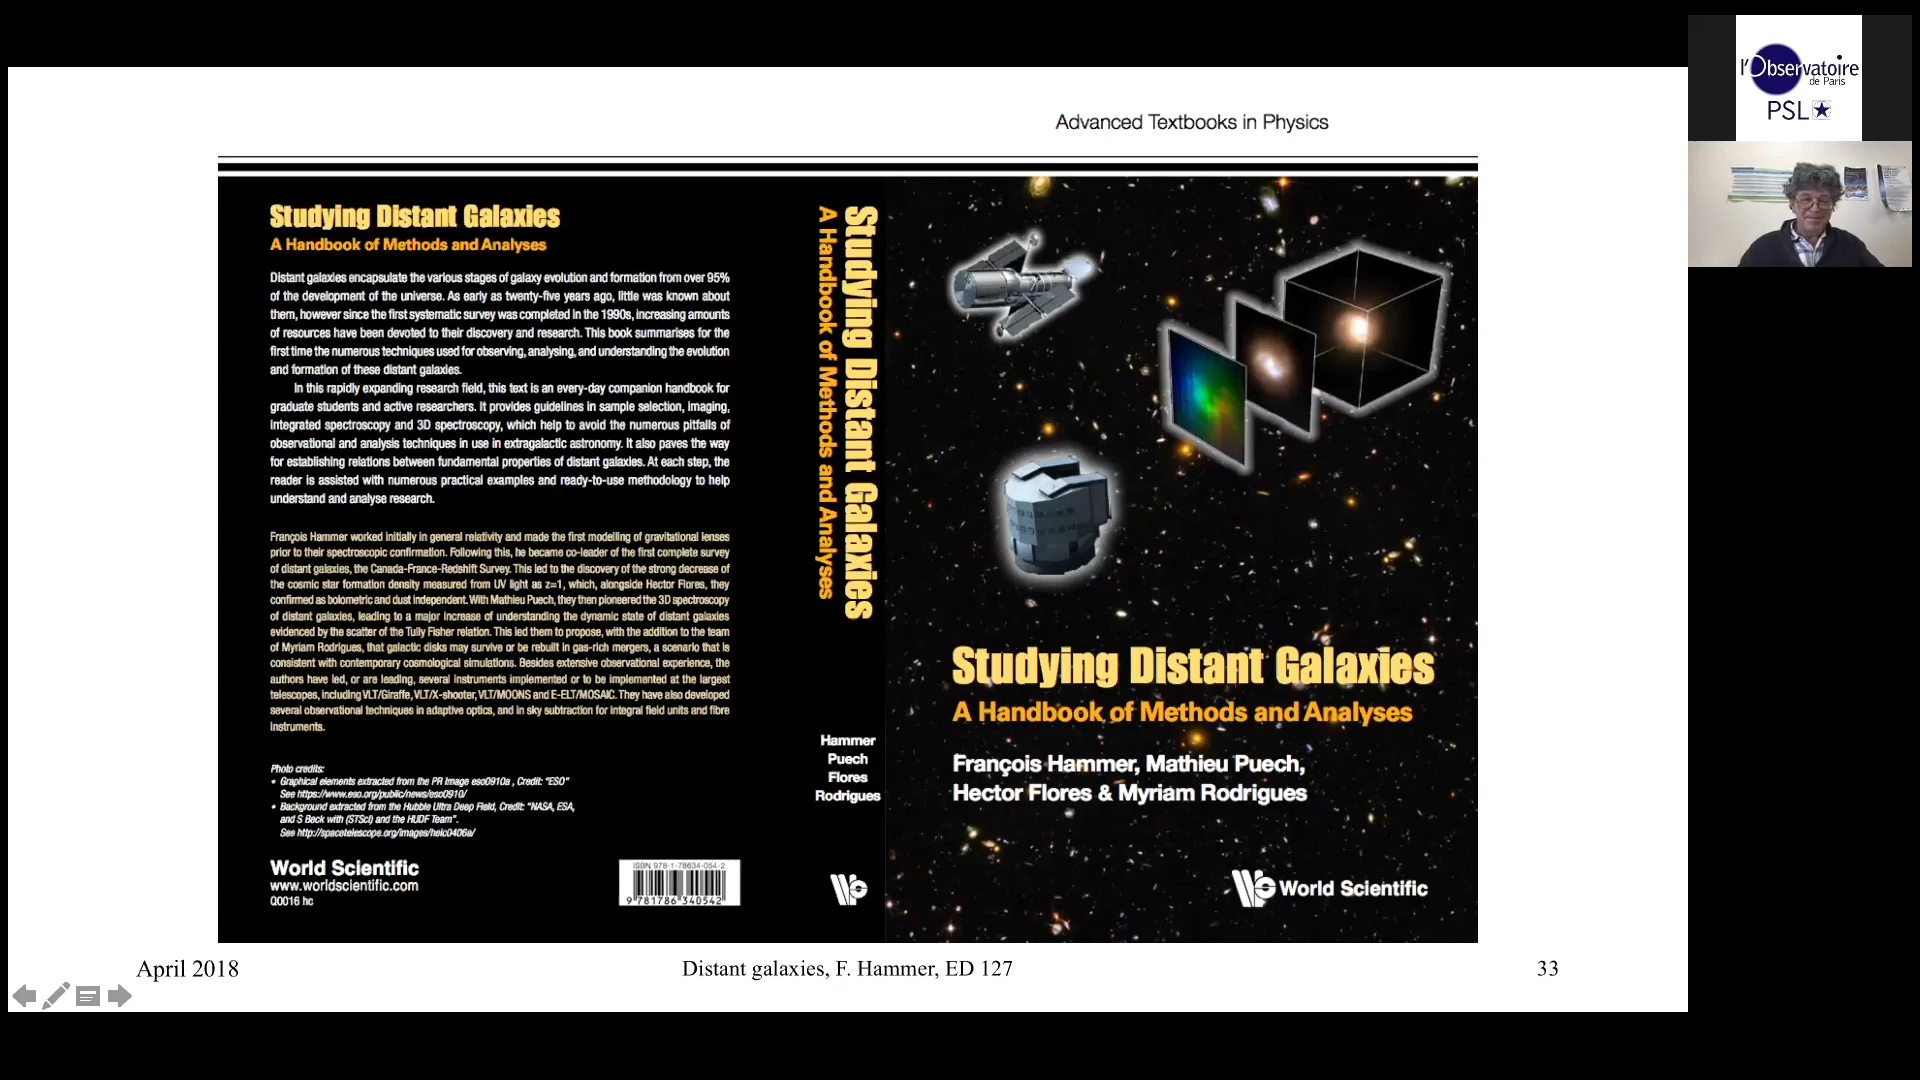 Advanced Textbooks in Physics
Studying Distant Galaxies
A Handbook of Methods and Analyses
Distant galaxies encapsulate the various stages of galaxy evolution and formation from over 95%
of the development of the universe. As early as twenty-five years ago, little was known about
them, however since the first systematic survey was completed in the 1990s, increasing amounts
of resources have been devoted to their discovery and research. This book summarises for the
first time the numerous techniques used for observing, analysing, and understanding the evolution
and formation of these distant galaxies.
In this rapidly expanding research field, this text is an every-day companion handbook for
graduate students and active researchers. It provides guidelines in sample selection, imaging,
integrated spectroscopy and 3D spectroscopy, which help to avoid the numerous pitfalls of
observational and analysis techniques in use in extragalactic astronomy. It also paves the way
for establishing relations between fundamental properties of distant galaxies. At each step, the
reader is assisted with numerous practical examples and ready-to-use methodology to help
understand and analyse research.
François Hammer worked initially in general relativity and made the first modelling of gravitational lenses
prior to their spectroscopic confirmation. Following this, he became co-leader of the first complete survey
of distant galaxies, the Canada-France-Redshift Survey. This led to the discovery of the strong decrease of
the cosmic star formation density measured from UV light as z=1, which, alongside Hector Flores, they
confirmed as bolometric and dust independent. With Mathieu Puech, they then pioneered the 3D spectroscopy
of distant galaxies, leading to a major increase of understanding the dynamic state of distant galaxies
evidenced by the scatter of the Tully Fisher relation. This led them to propose, with the addition to the team
of Myriam Rodrigues, that galactic disks may survive or be rebuilt in gas-rich mergers, a scenario that is
consistent with contemporary cosmological simulations. Besides extensive observational experience, the
authors have led, or are leading, several instruments implemented or to be implemented at the largest
telescopes, including VLT/Giraffe, VLT/X-shooter, VLT/MOONS and E-ELT/MOSAIC. They have also developed
several observational techniques in adaptive optics, and in sky subtraction for integral field units and fibre
instruments.
Photo credits:
• Graphical elements extracted from the PR Image eso0910a , Credit: "ESO"
See https://www.eso.org/public/news/eso0910/
• Background extracted from the Hubble Ultra Deep Field, Credit: "NASA, ESA,
and S Beck with (STScI) and the HUDF Team".
See http://spacetelescope.org/images/heic0406a/
World Scientific
www.worldscientific.com
Q0016 hc
ISBN 978-1-78634-054-2
9 781786 340542
Studying Distant Galaxies
A Handbook of Methods and Analyses
Hammer
Puech
Flores
Rodrigues
Studying Distant Galaxies
A Handbook of Methods and Analyses
François Hammer, Mathieu Puech,
Hector Flores & Myriam Rodrigues
World Scientific
April 2018
Distant galaxies, F. Hammer, ED 127
33
l'Observatoire
de Paris
PSL